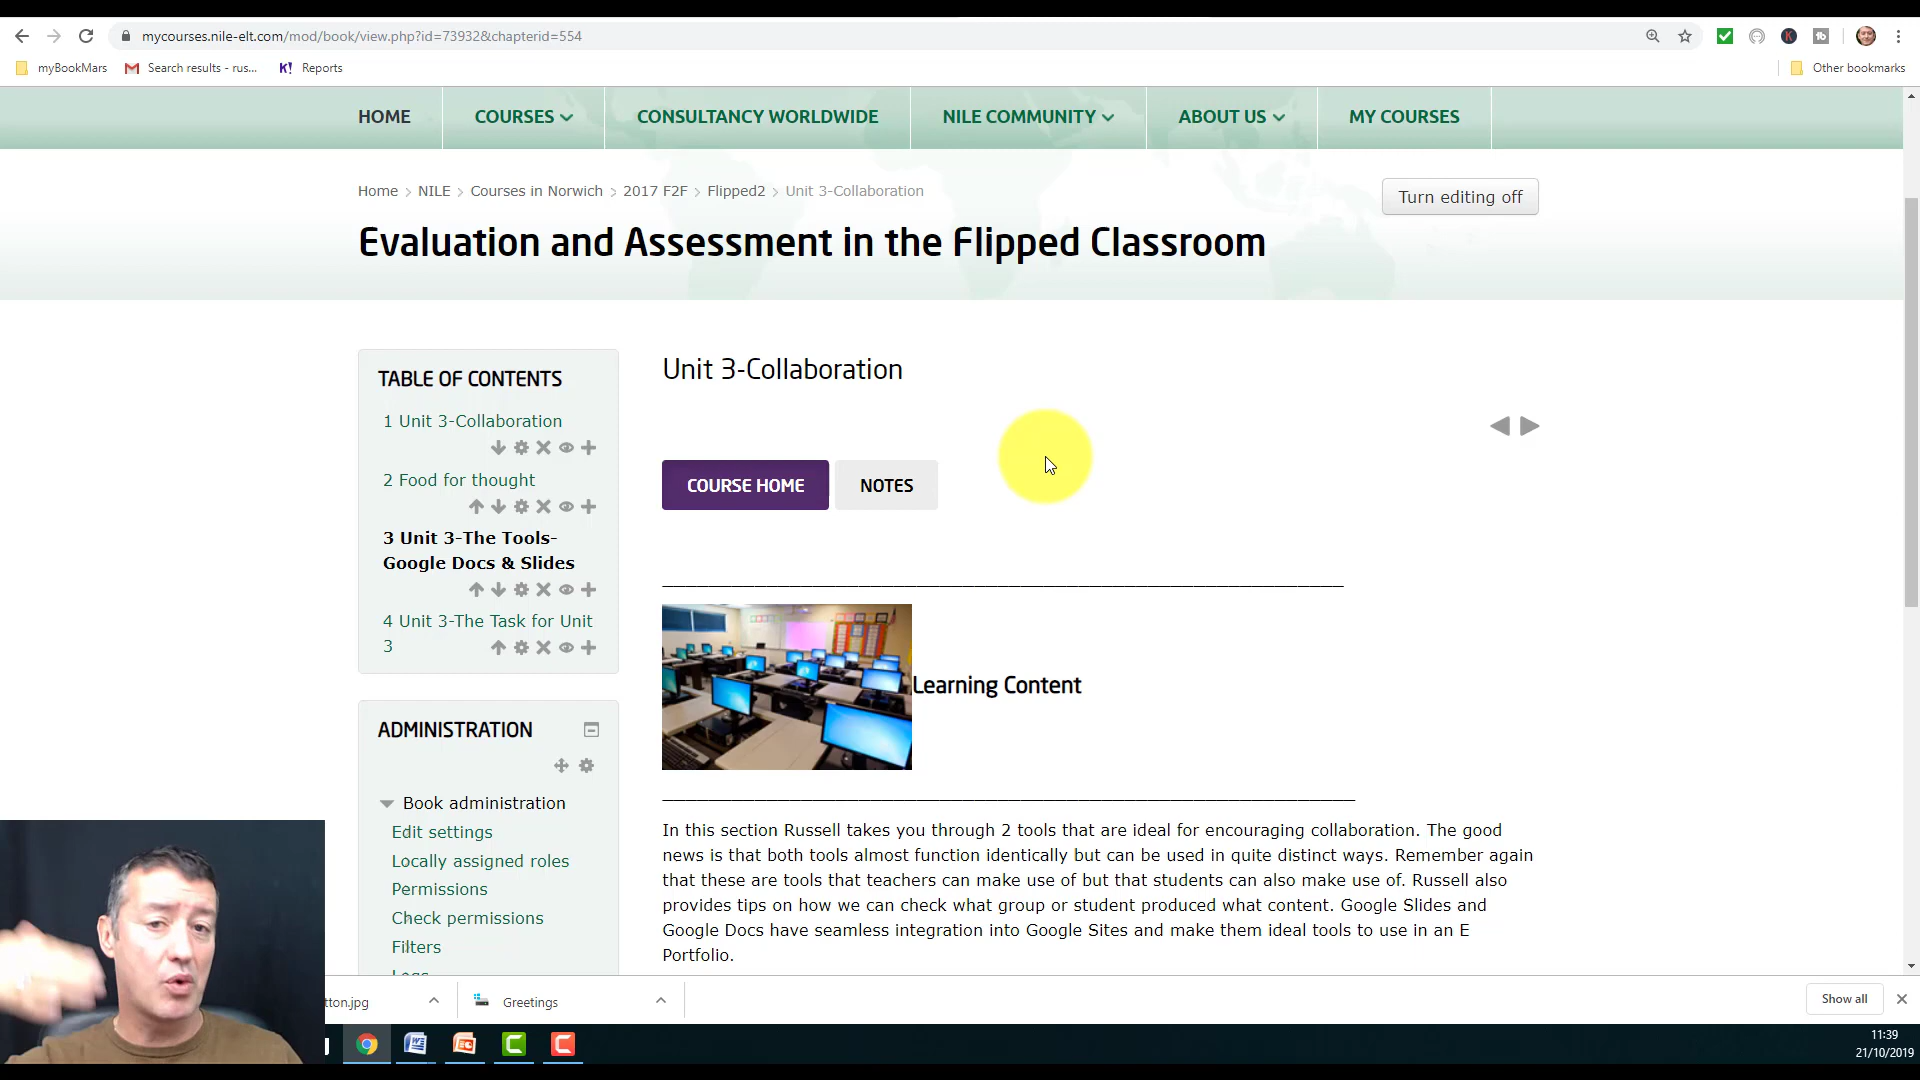 mycourses.nile-elt.com/mod/book/view.php?id=73932&chapterid=554
myBookMars
Search results - rus...
K! Reports
Other bookmarks
HOME
COURSES
CONSULTANCY WORLDWIDE
NILE COMMUNITY
ABOUT US
MY COURSES
Home > NILE > Courses in Norwich > 2017 F2F > Flipped2 > Unit 3-Collaboration
Turn editing off
Evaluation and Assessment in the Flipped Classroom
TABLE OF CONTENTS
1 Unit 3-Collaboration
2 Food for thought
3 Unit 3-The Tools-
Google Docs & Slides
4 Unit 3-The Task for Unit
3
ADMINISTRATION
Book administration
Edit settings
Locally assigned roles
Permissions
Check permissions
Filters
Logs
Unit 3-Collaboration
COURSE HOME
NOTES
Learning Content
In this section Russell takes you through 2 tools that are ideal for encouraging collaboration. The good
news is that both tools almost function identically but can be used in quite distinct ways. Remember again
that these are tools that teachers can make use of but that students can also make use of. Russell also
provides tips on how we can check what group or student produced what content. Google Slides and
Google Docs have seamless integration into Google Sites and make them ideal tools to use in an E
Portfolio.
tton.jpg
Greetings
Show all
11:39
21/10/2019